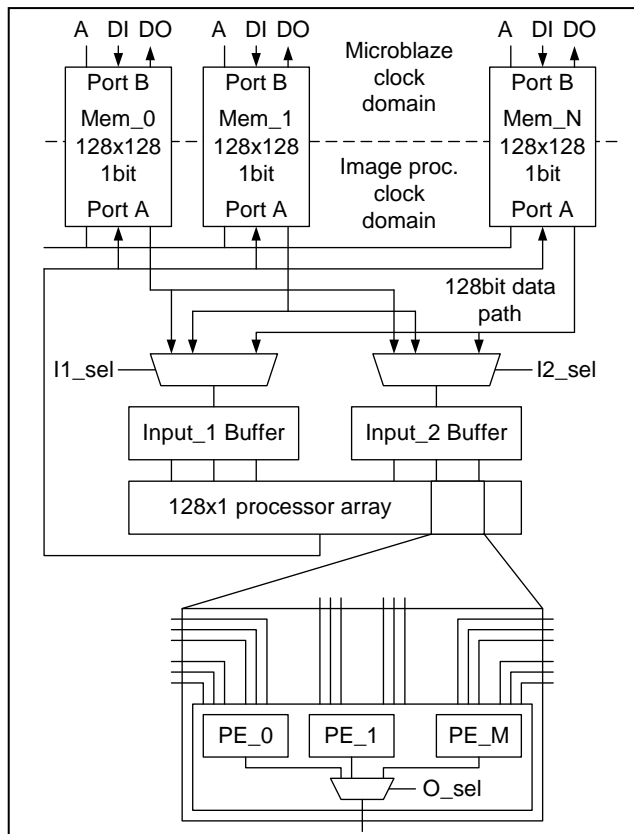 A DI DO A DI DO A DI DO
Microblaze
clock
domain
Port B
Mem_0
128x128
1bit
Port A
Port B
Mem_1
128x128
1bit
Port A
Port B
Mem_N
128x128
1bit
Port A
Image proc.
clock
domain
128bit data
path
I1_sel
I2_sel
Input_1 Buffer
Input_2 Buffer
128x1 processor array
PE_0
PE_1
PE_M
O_sel